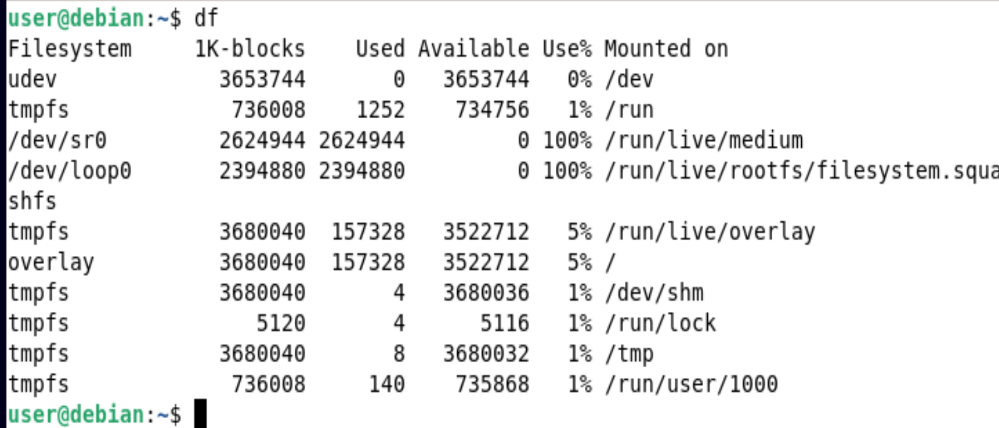 user@debian:~$ df
Filesystem     1K-blocks    Used Available Use% Mounted on
udev             3653744       0   3653744   0% /dev
tmpfs             736008    1252    734756   1% /run
/dev/sr0         2624944 2624944         0 100% /run/live/medium
/dev/loop0       2394880 2394880         0 100% /run/live/rootfs/filesystem.squa
shfs
tmpfs            3680040  157328   3522712   5% /run/live/overlay
overlay          3680040  157328   3522712   5% /
tmpfs            3680040       4   3680036   1% /dev/shm
tmpfs               5120       4      5116   1% /run/lock
tmpfs            3680040       8   3680032   1% /tmp
tmpfs             736008     140    735868   1% /run/user/1000
user@debian:~$